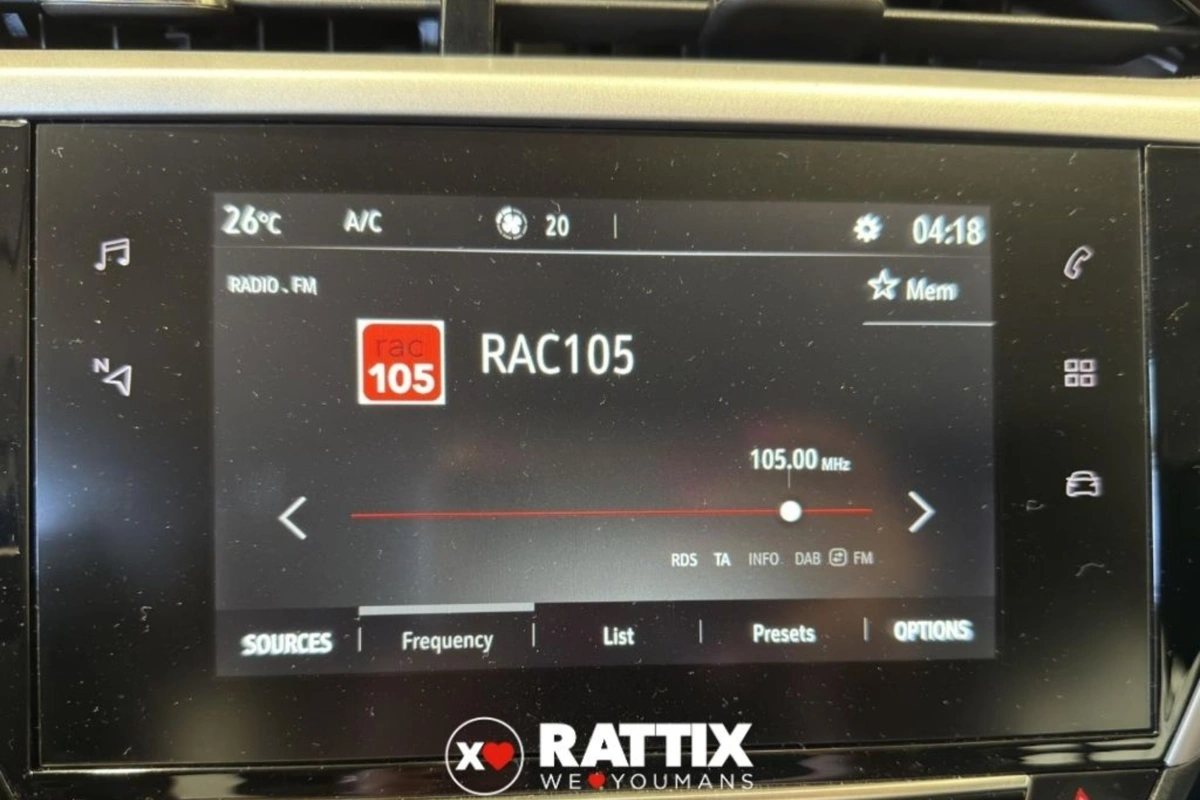 26°C A/C 20 04:18
RADIO FM
Mem
rac
105
RAC105
105.00 MHz
RDS TA INFO DAB FM
SOURCES Frequency List Presets OPTIONS
N
X RATTIX
WE YOUMANS